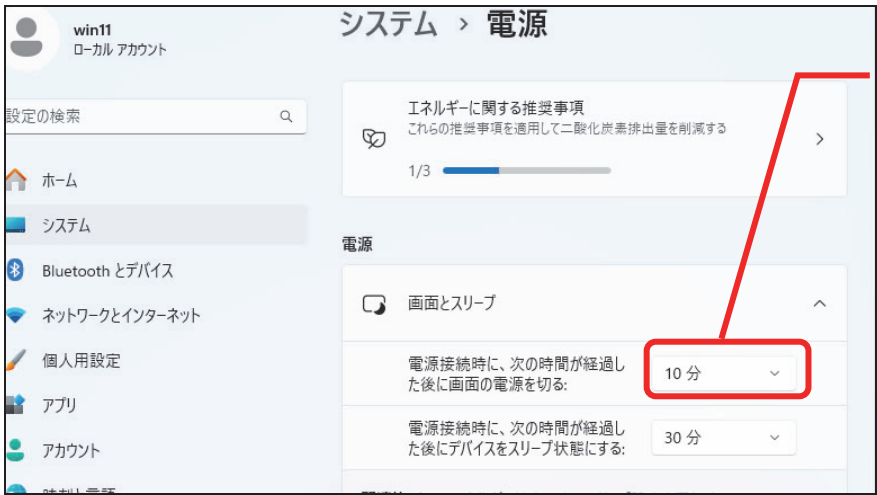 win11
ローカル アカウント
設定の検索
ホーム
システム
Bluetooth とデバイス
ネットワークとインターネット
個人用設定
アプリ
アカウント
時刻と言語
システム > 電源
エネルギーに関する推奨事項
これらの推奨事項を適用して二酸化炭素排出量を削減する
1/3
電源
画面とスリープ
電源接続時に、次の時間が経過し
た後に画面の電源を切る:
10 分
電源接続時に、次の時間が経過し
た後にデバイスをスリープ状態にする:
30 分